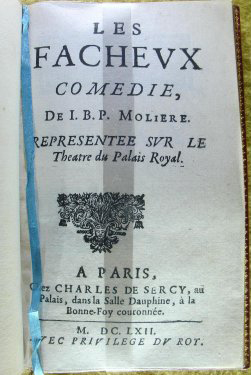 LES
FACHEVX
COMEDIE,
DE I. B. P. MOLIERE.
REPRESENTEE SVR LE
Theatre du Palais Royal.
A PARIS,
Chez CHARLES DE SERCY, au
Palais, dans la Salle Dauphine, à la
Bonne-Foy couronnée.
M. DC. LXII.
AVEC PRIVILEGE DV ROY.